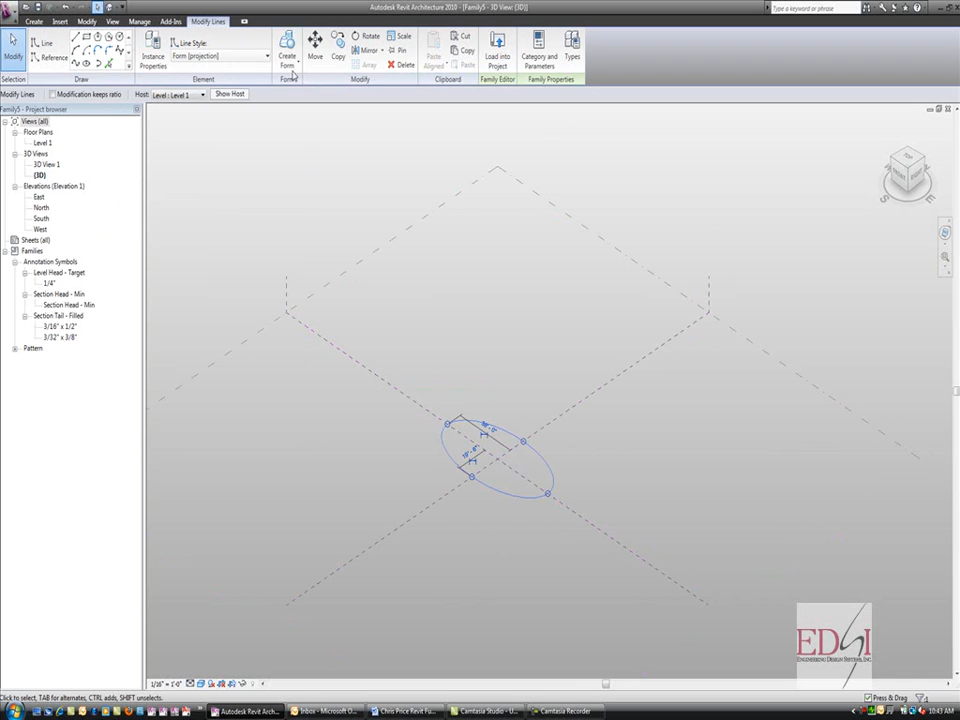 Autodesk Revit Architecture 2010 - [Family5 - 3D View: {3D}]
Type a keyword or phrase
Create Insert Modify View Manage Add-Ins Modify Lines
Modify
Line
Reference
Instance Properties
Line Style:
Form [projection]
Create Form
Move
Copy
Rotate
Mirror
Array
Scale
Pin
Delete
Paste Aligned
Cut
Copy
Paste
Load into Project
Category and Parameters
Types
Selection Draw Element Forms Modify Clipboard Family Editor Family Properties
Modify Lines Modification keeps ratio Host: Level : Level 1 Show Host
Family5 - Project browser
Views (all)
Floor Plans
Level 1
3D Views
3D View 1
{3D}
Elevations (Elevation 1)
East
North
South
West
Sheets (all)
Families
Annotation Symbols
Level Head - Target
1/4"
Section Head - Min
Section Head - Min
Section Tail - Filled
3/16" x 1/2"
3/32" x 3/8"
Pattern
TOP
FRONT
RIGHT
S
E
EDSI
ENGINEERING DESIGN SYSTEMS, INC.
1/16" = 1'-0"
Click to select, TAB for alternates, CTRL adds, SHIFT unselects.
Press & Drag
Autodesk Revit Arch...
Inbox - Microsoft O...
Chris Price Revit Fu...
Camtasia Studio - U...
Camtasia Recorder
10:43 AM